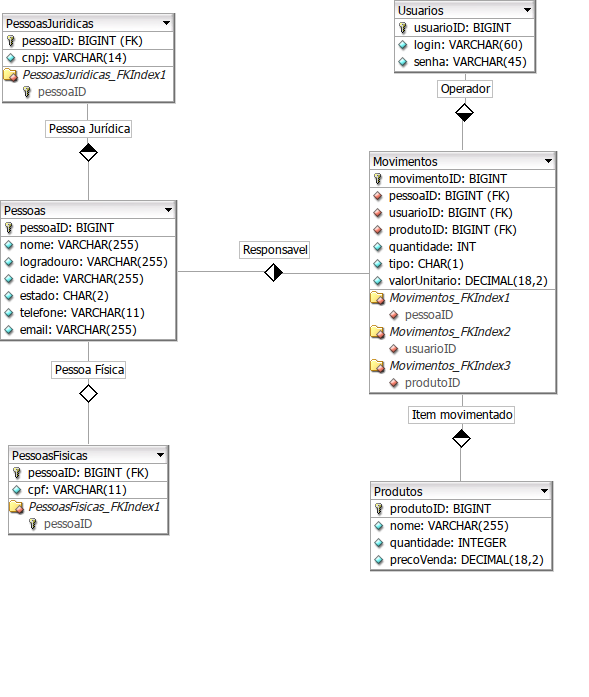 PessoasJuridicas
pessoaID: BIGINT (FK)
cnpj: VARCHAR(14)
PessoasJuridicas_FKIndex1
pessoaID
Pessoa Jurídica
Pessoas
pessoaID: BIGINT
nome: VARCHAR(255)
logradouro: VARCHAR(255)
cidade: VARCHAR(255)
estado: CHAR(2)
telefone: VARCHAR(11)
email: VARCHAR(255)
Pessoa Física
PessoasFisicas
pessoaID: BIGINT (FK)
cpf: VARCHAR(11)
PessoasFisicas_FKIndex1
pessoaID
Responsavel
Usuarios
usuarioID: BIGINT
login: VARCHAR(60)
senha: VARCHAR(45)
Operador
Movimentos
movimentoID: BIGINT
pessoaID: BIGINT (FK)
usuarioID: BIGINT (FK)
produtoID: BIGINT (FK)
quantidade: INT
tipo: CHAR(1)
valorUnitario: DECIMAL(18,2)
Movimentos_FKIndex1
pessoaID
Movimentos_FKIndex2
usuarioID
Movimentos_FKIndex3
produtoID
Item movimentado
Produtos
produtoID: BIGINT
nome: VARCHAR(255)
quantidade: INTEGER
precoVenda: DECIMAL(18,2)